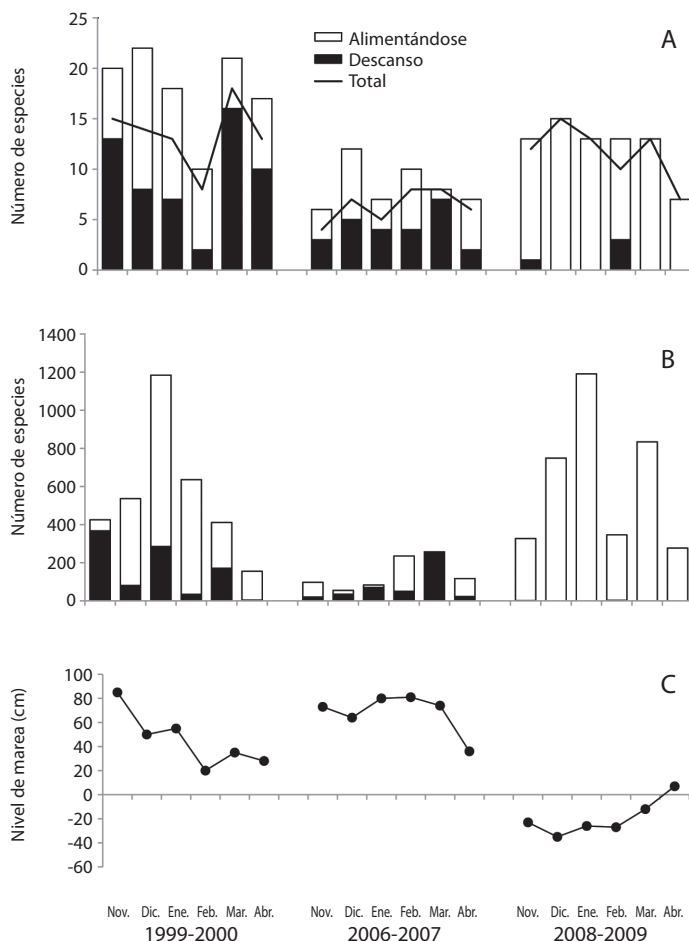 A
Alimentándose
Descanso
Total
Número de especies
25
20
15
10
5
0
B
Número de especies
1400
1200
1000
800
600
400
200
0
C
Nivel de marea (cm)
100
80
60
40
20
0
-20
-40
-60
Nov. Dic. Ene. Feb. Mar. Abr. Nov. Dic. Ene. Feb. Mar. Abr. Nov. Dic. Ene. Feb. Mar. Abr.
1999-2000 2006-2007 2008-2009